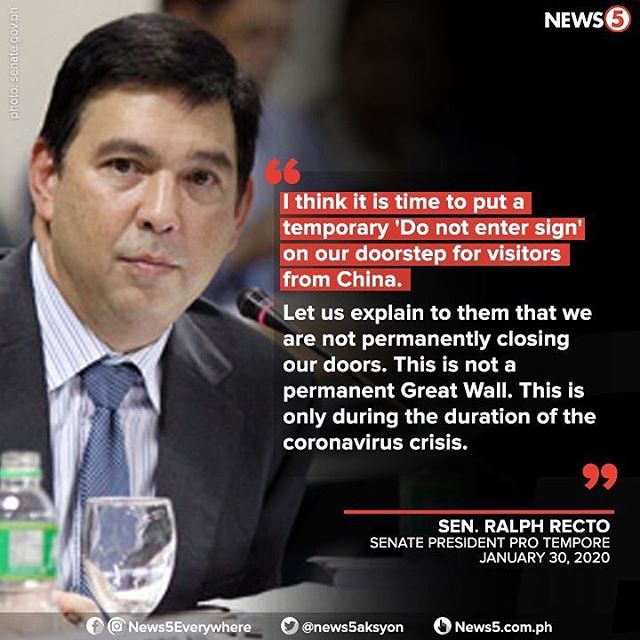 photo: senate.gov.ph
NEWS5
“
I think it is time to put a
temporary 'Do not enter sign'
on our doorstep for visitors
from China.
Let us explain to them that we
are not permanently closing
our doors. This is not a
permanent Great Wall. This is
only during the duration of the
coronavirus crisis.
”
SEN. RALPH RECTO
SENATE PRESIDENT PRO TEMPORE
JANUARY 30, 2020
News5Everywhere
@news5aksyon
News5.com.ph